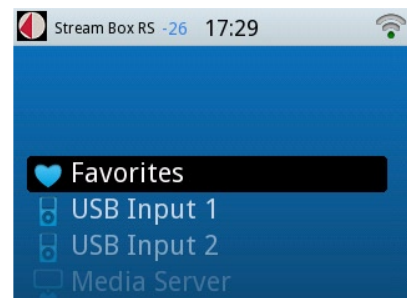 Stream Box RS -26 17:29
Favorites
USB Input 1
USB Input 2
Media Server